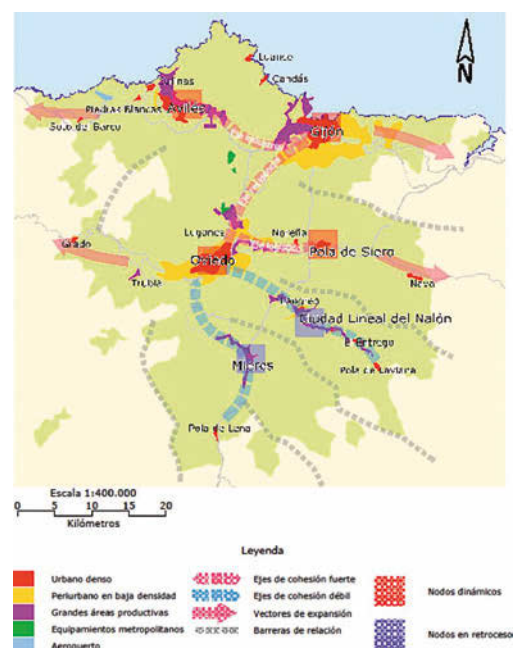 Luanco
Candás
N
Salinas
Piedras Blancas
Avilés
Soto del Barco
Gijón
Lugones
Noreña
Grado
Oviedo
Pola de Siero
Trubia
Nava
Langreo
Ciudad Lineal del Nalón
El Entrego
Mieres
Pola de Laviana
Pola de Lena
Escala 1:400.000
0 5 10 15 20
Kilómetros
Leyenda
Urbano denso
Periurbano en baja densidad
Grandes áreas productivas
Equipamientos metropolitanos
Aeropuerto
Ejes de cohesión fuerte
Ejes de cohesión débil
Vectores de expansión
Barreras de relación
Nodos dinámicos
Nodos en retroceso